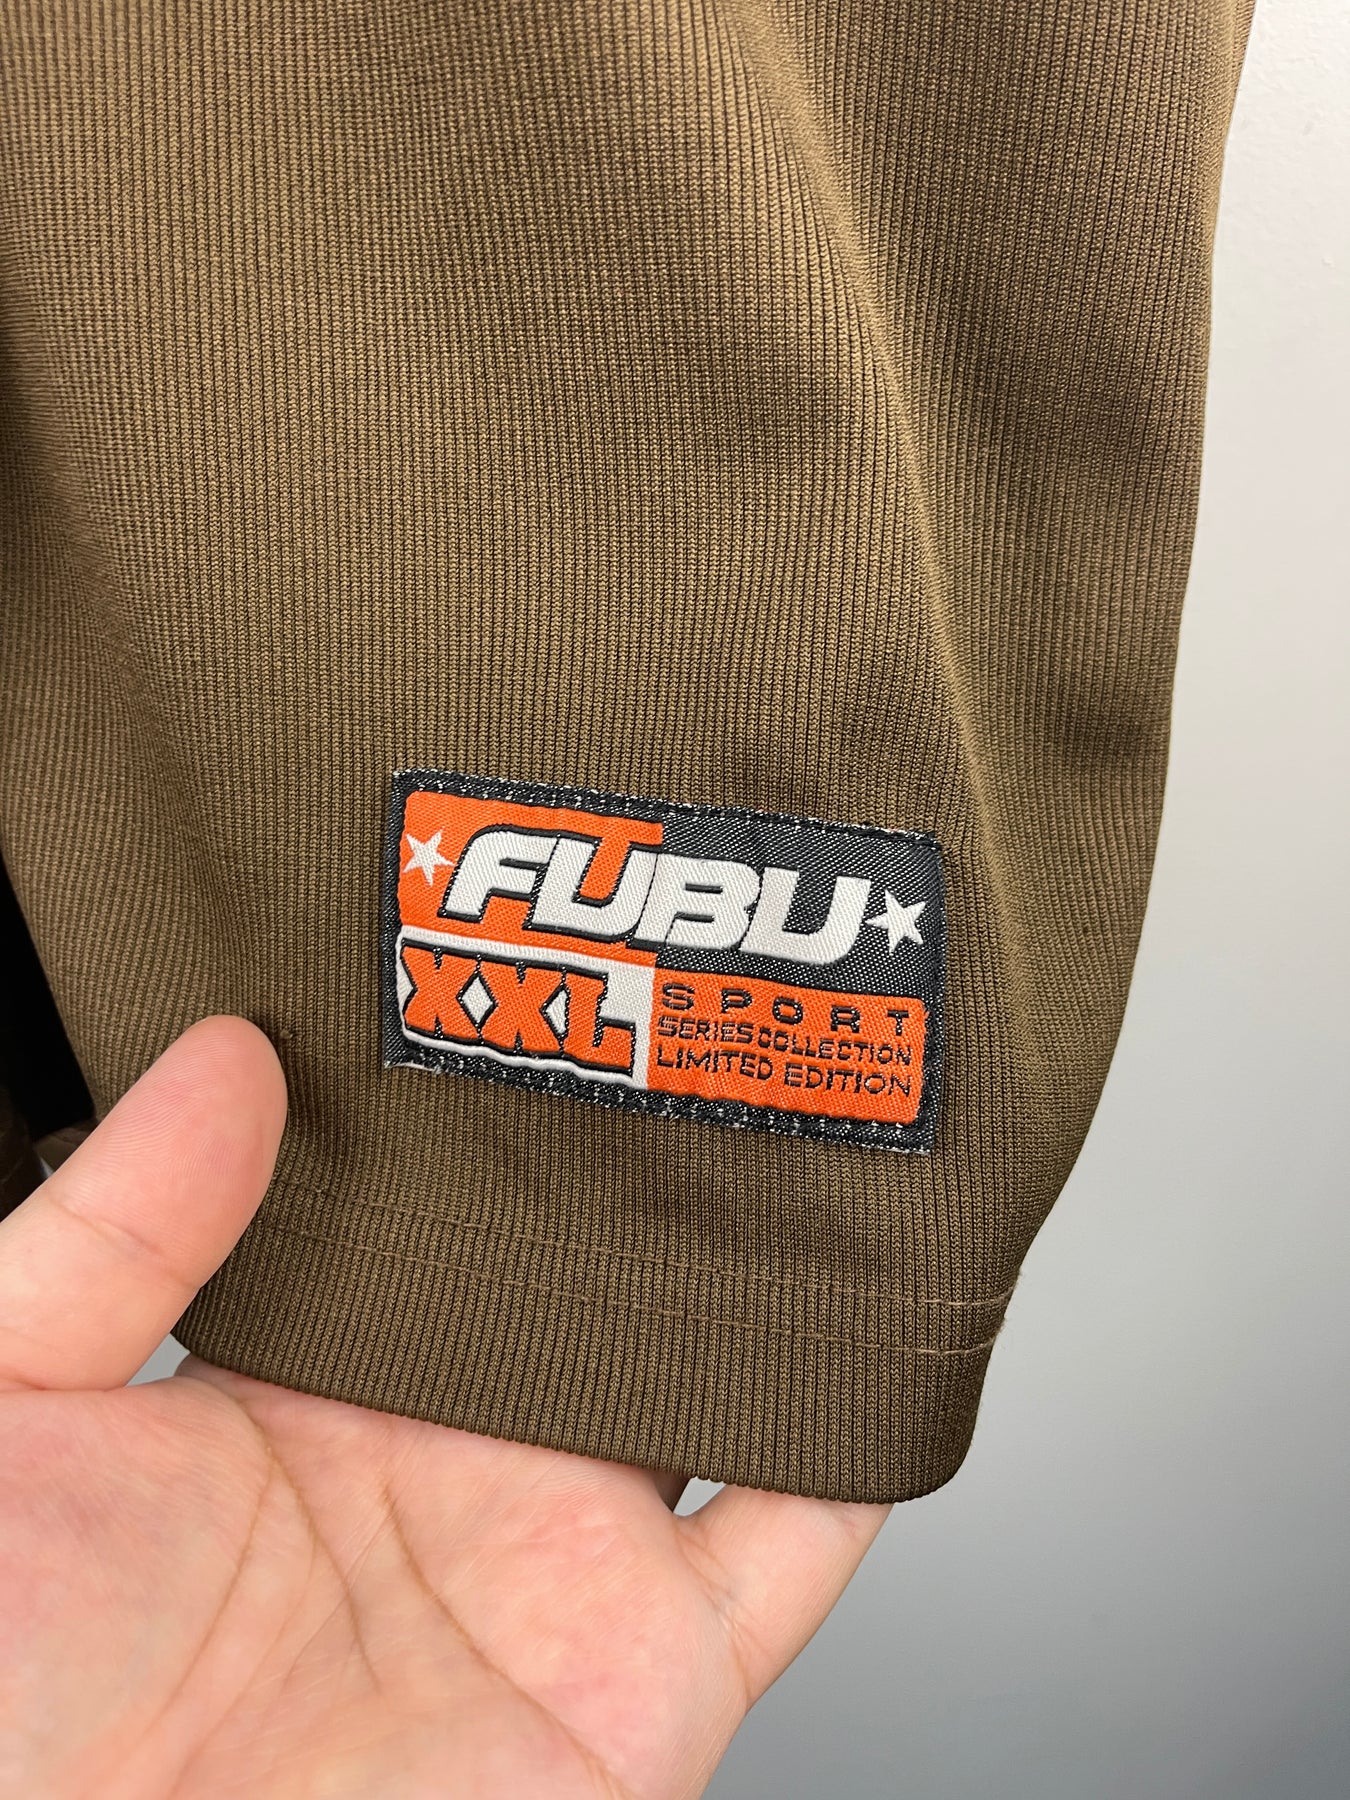 FUBU
XXL
SPORT
SERIES COLLECTION
LIMITED EDITION